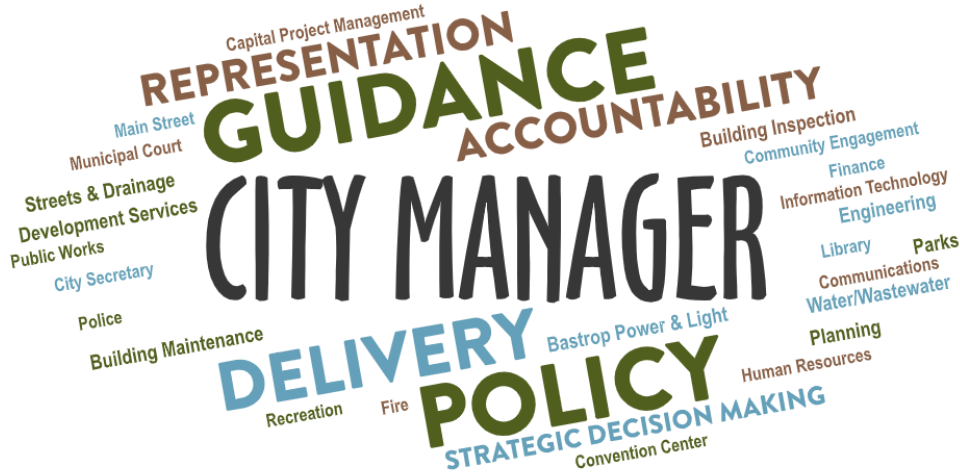 Capital Project Management
REPRESENTATION
GUIDANCE
ACCOUNTABILITY
Main Street
Municipal Court
Streets & Drainage
Development Services
Public Works
City Secretary
Police
Building Maintenance
CITY MANAGER
Building Inspection
Community Engagement
Finance
Information Technology
Engineering
Library
Parks
Communications
Water/Wastewater
Planning
Human Resources
DELIVERY
Bastrop Power & Light
Recreation
Fire
POLICY
STRATEGIC DECISION MAKING
Convention Center